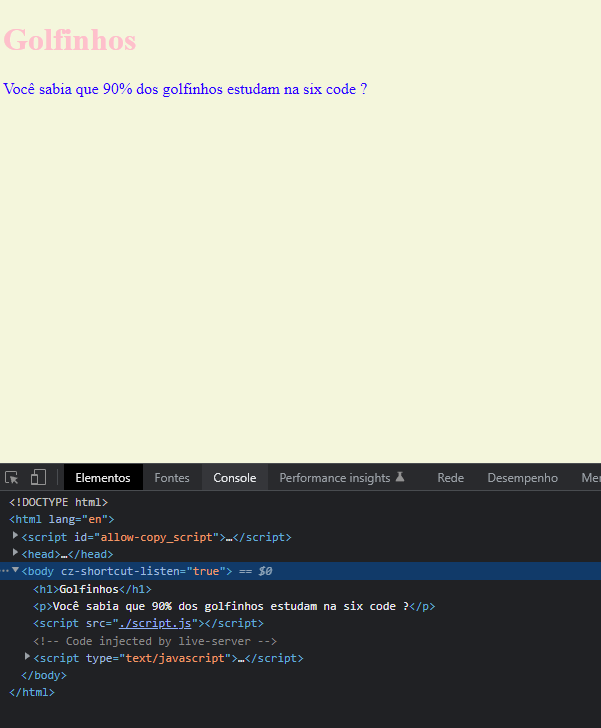 Golfinhos
Você sabia que 90% dos golfinhos estudam na six code ?
Elementos Fontes Console Performance insights Rede Desempenho Mer
<!DOCTYPE html>
<html lang="en">
<script id="allow-copy_script">…</script>
<head>…</head>
<body cz-shortcut-listen="true"> == $0
<h1>Golfinhos</h1>
<p>Você sabia que 90% dos golfinhos estudam na six code ?</p>
<script src="./script.js"></script>
<!-- Code injected by live-server -->
<script type="text/javascript">…</script>
</body>
</html>